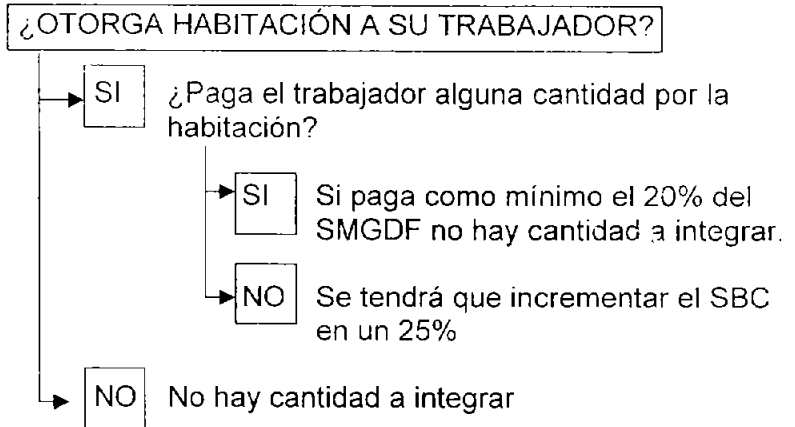 ¿OTORGA HABITACIÓN A SU TRABAJADOR?
SI ¿Paga el trabajador alguna cantidad por la
habitación?
SI Si paga como mínimo el 20% del
SMGDF no hay cantidad a integrar.
NO Se tendrá que incrementar el SBC
en un 25%
NO No hay cantidad a integrar